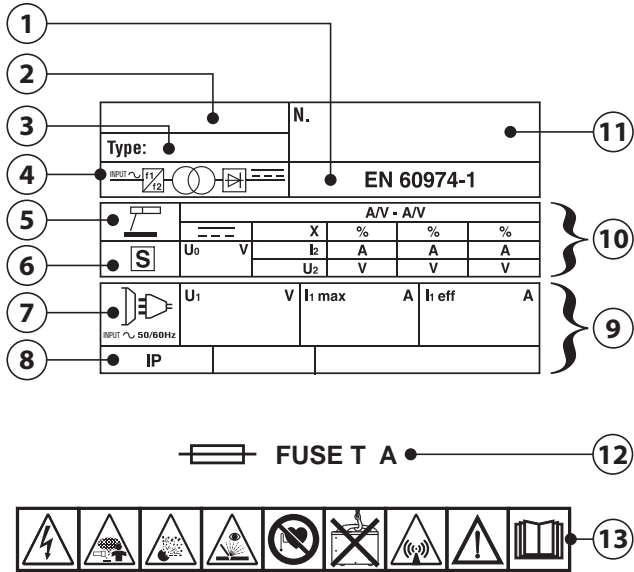 1
2
N.
3
Type:
11
4
INPUT
f1
f2
EN 60974-1
5
A/V - A/V
X % % %
10
6
S
U0 V I2 A A A
U2 V V V
7
U1 V I1 max A I1 eff A
INPUT 50/60Hz
9
8
IP
FUSE T A
12
13